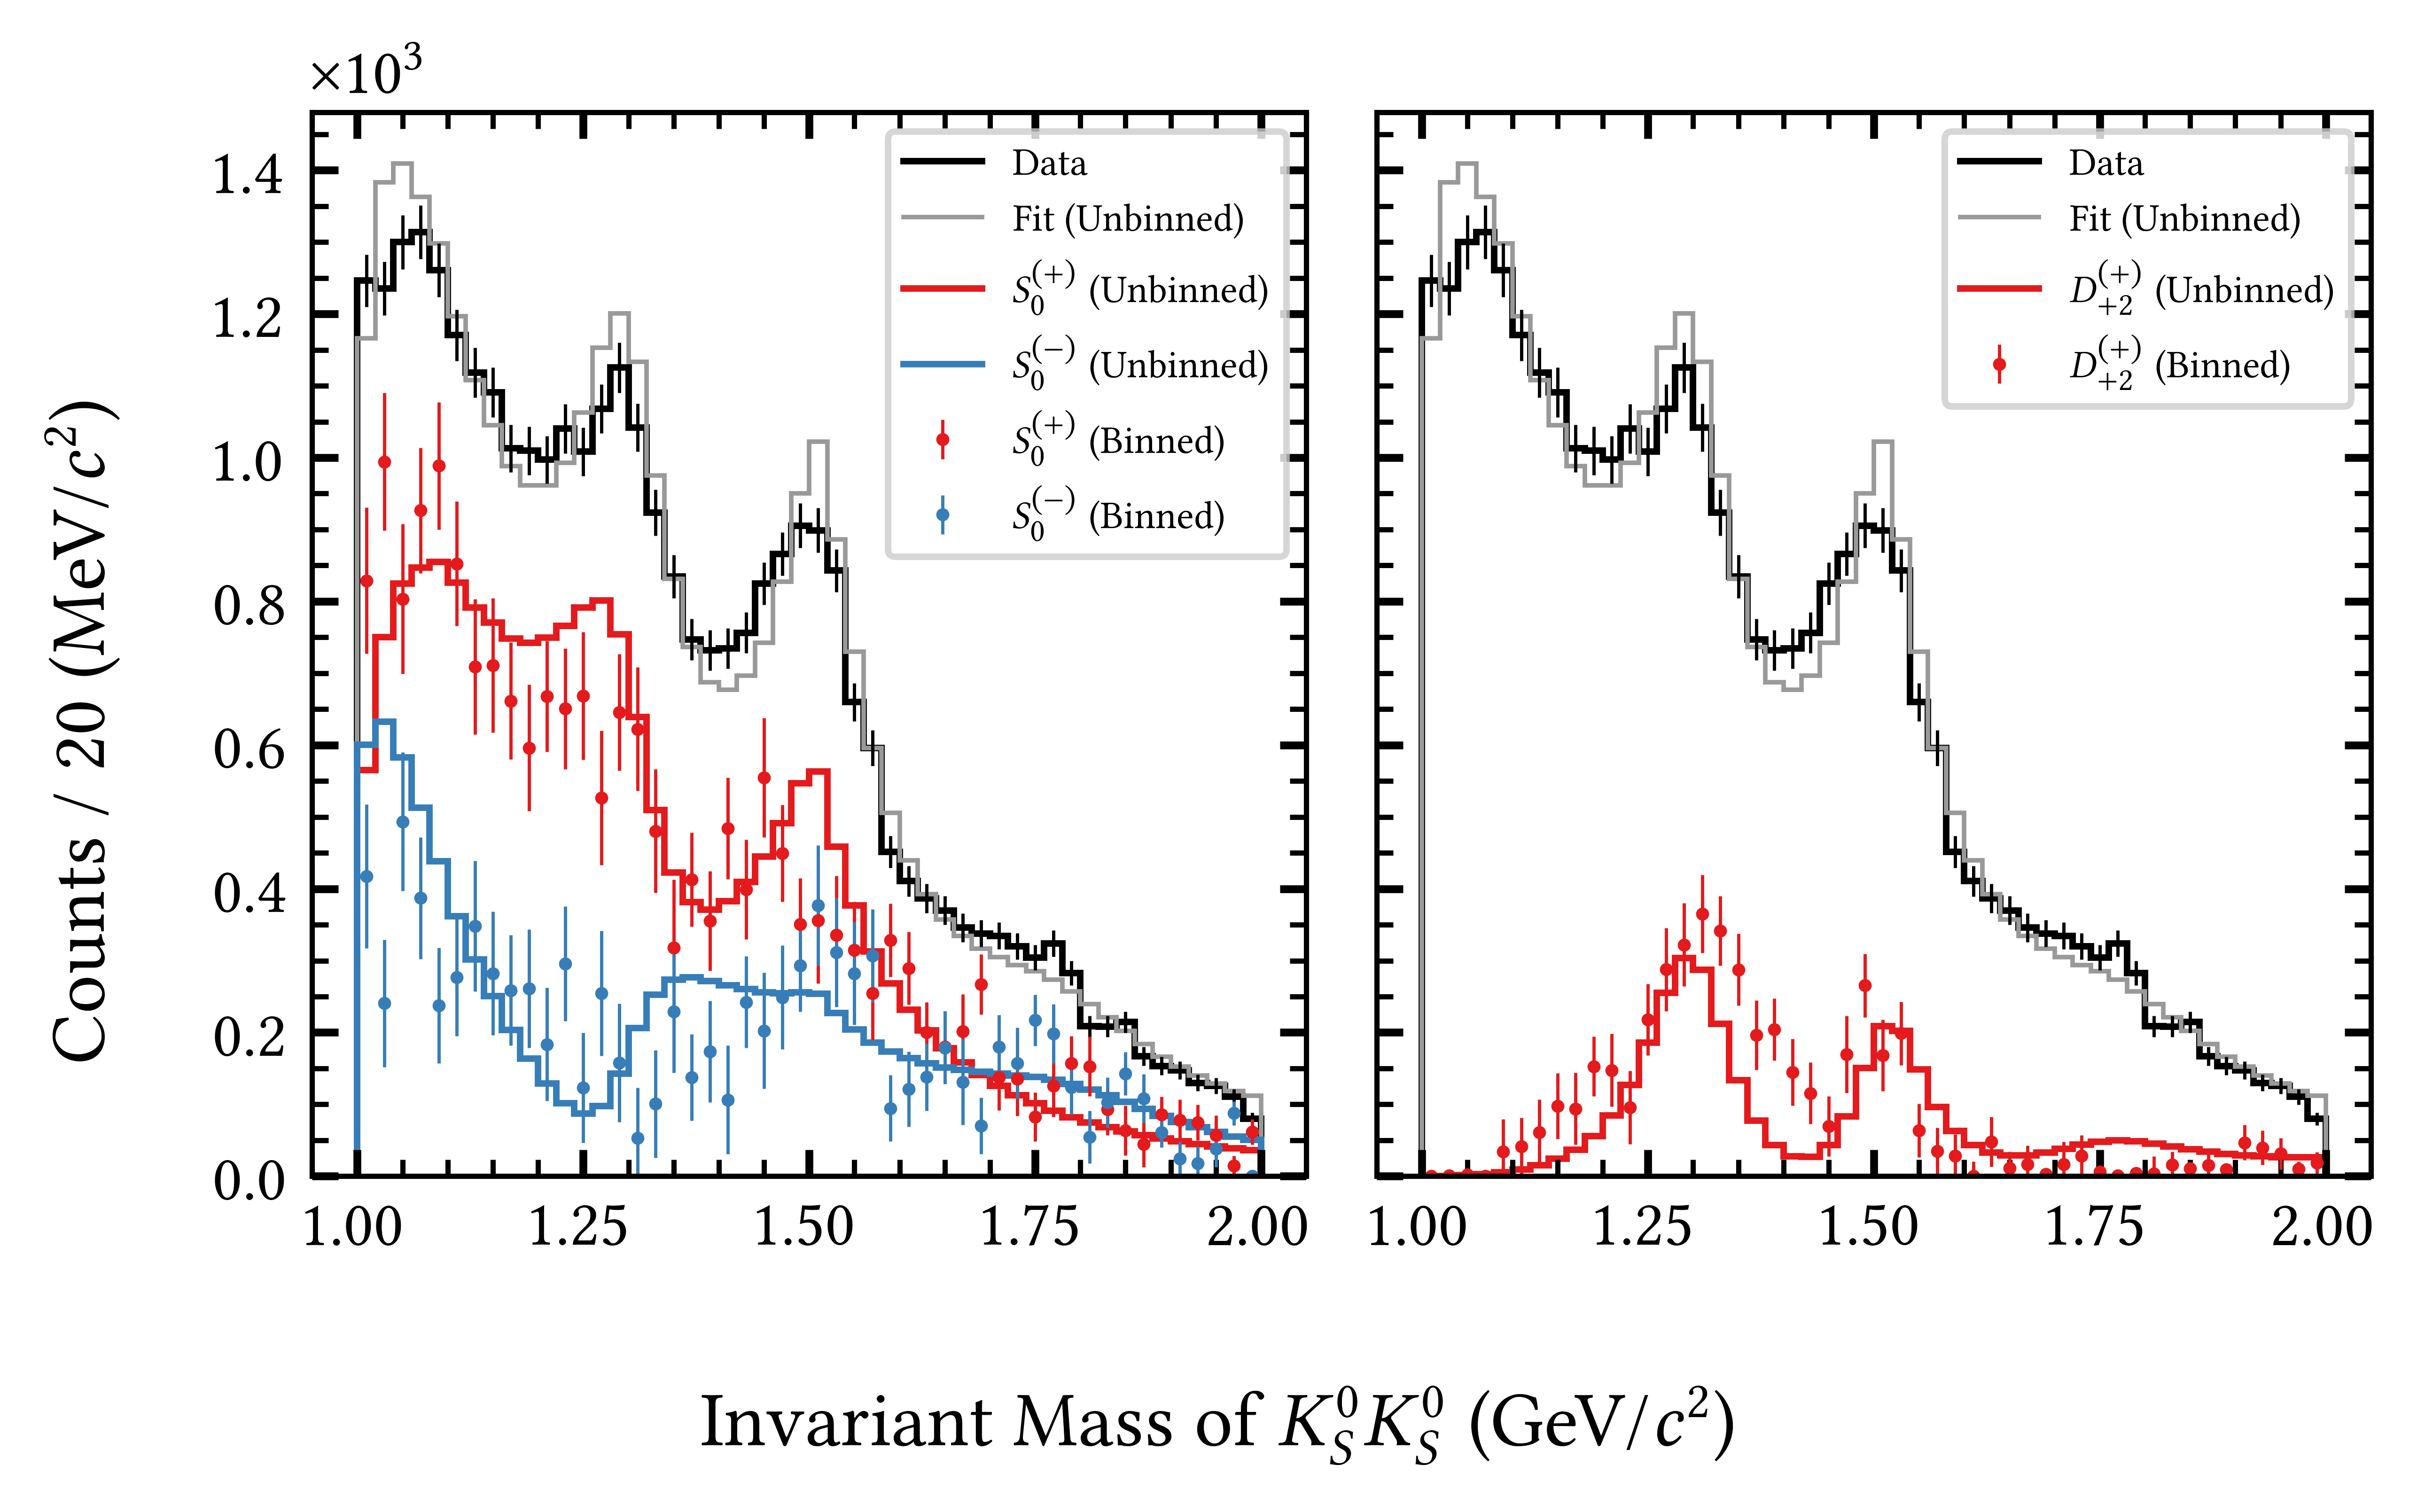 ×10³
Counts / 20 (MeV/c²)
1.4
1.2
1.0
0.8
0.6
0.4
0.2
0.0
Data
Fit (Unbinned)
S₀⁽⁺⁾ (Unbinned)
S₀⁽⁻⁾ (Unbinned)
S₀⁽⁺⁾ (Binned)
S₀⁽⁻⁾ (Binned)
1.00 1.25 1.50 1.75 2.00
Data
Fit (Unbinned)
D₊₂⁽⁺⁾ (Unbinned)
D₊₂⁽⁺⁾ (Binned)
1.00 1.25 1.50 1.75 2.00
Invariant Mass of K_S⁰K_S⁰ (GeV/c²)